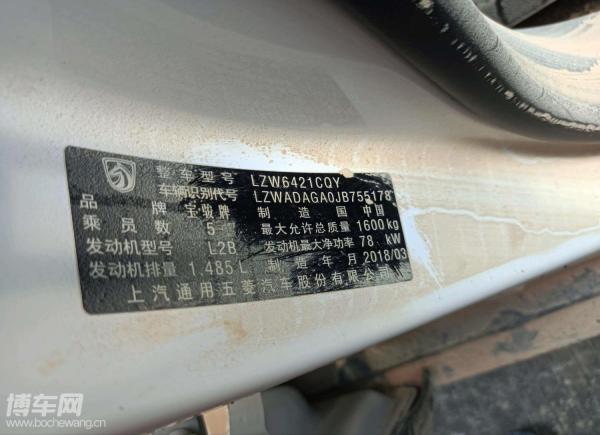 整车型号 LZW6421CQY
车辆识别代号 LZWADAGA0JB755178
品牌 宝骏牌 制造国 中国
乘员数 5 最大允许总质量 1600kg
发动机型号 L2B 发动机最大净功率 78 kW
发动机排量 1.485 L 制造年月 2018/03
上汽通用五菱汽车股份有限公司
博车网
www.bochewang.cn